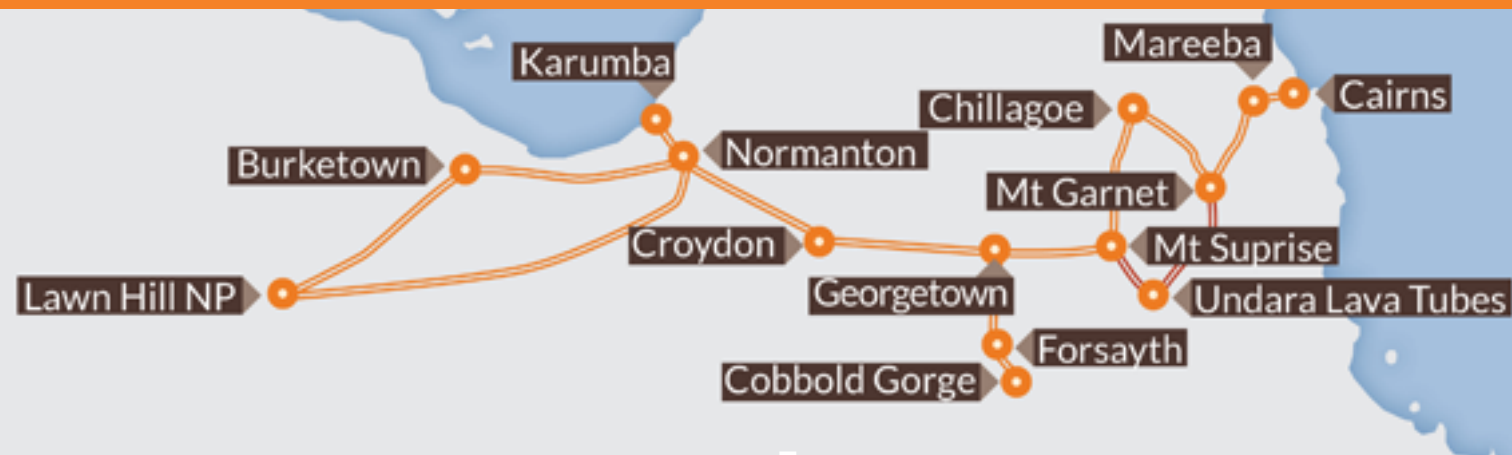 Mareeba
Karumba
Cairns
Chillagoe
Normanton
Burketown
Mt Garnet
Croydon
Mt Suprise
Georgetown
Lawn Hill NP
Undara Lava Tubes
Forsayth
Cobbold Gorge